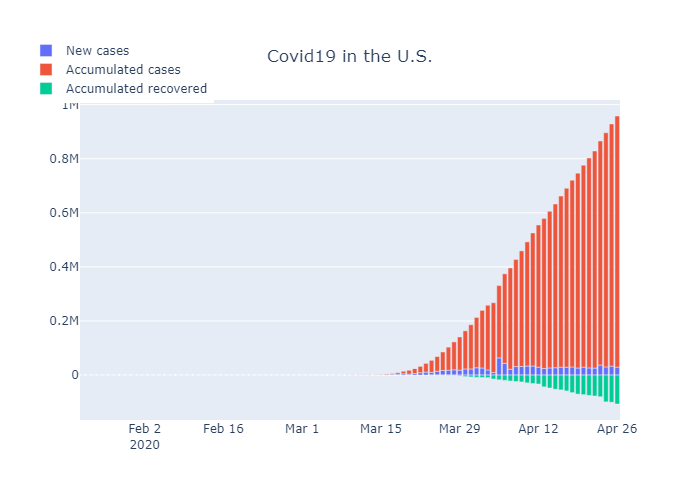 Covid19 in the U.S.
New cases
Accumulated cases
Accumulated recovered
1M
0.8M
0.6M
0.4M
0.2M
0
Feb 2 Feb 16 Mar 1 Mar 15 Mar 29 Apr 12 Apr 26
2020